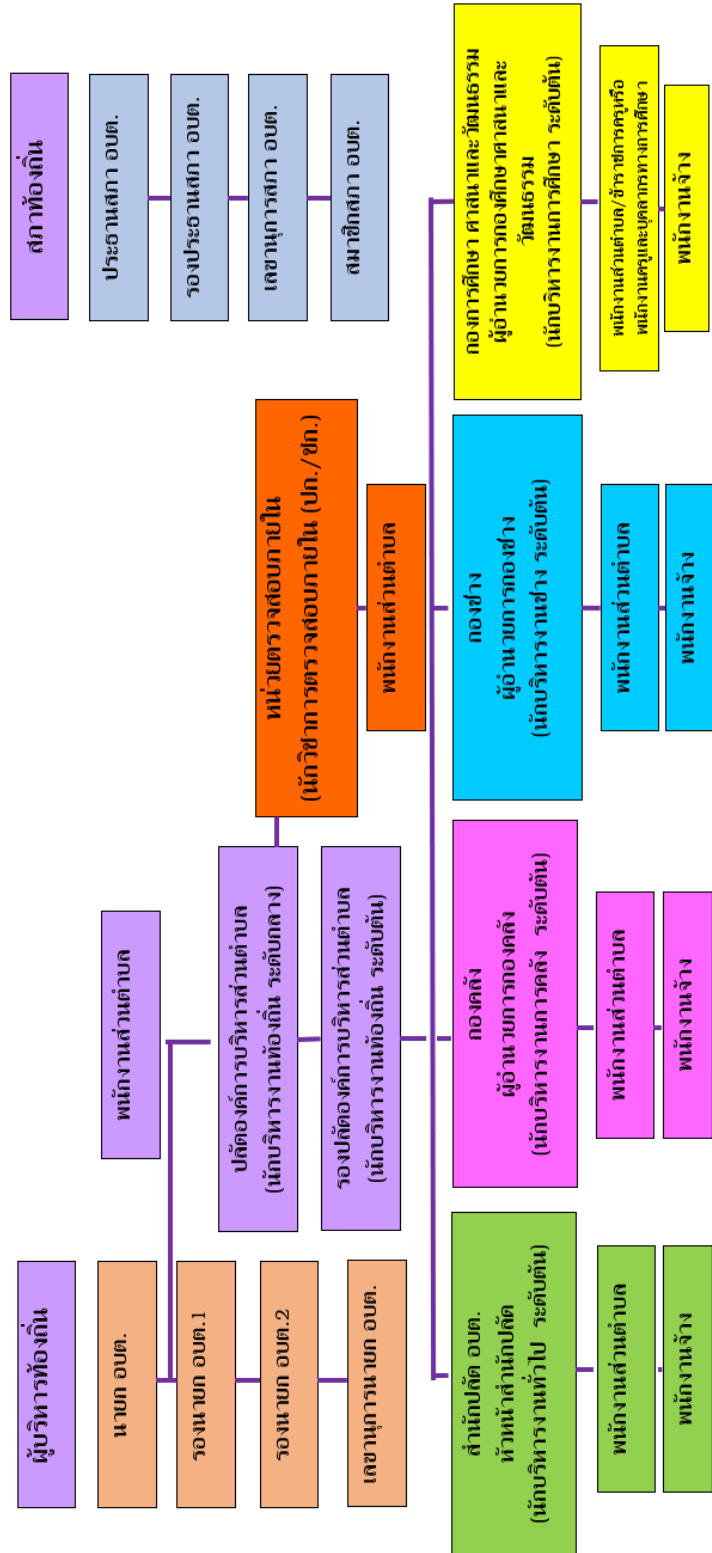 ผู้บริหารท้องถิ่น
นายก อบต.
รองนายก อบต.1
รองนายก อบต.2
เลขานุการนายก อบต.
พนักงานส่วนตำบล
ปลัดองค์การบริหารส่วนตำบล
(นักบริหารงานท้องถิ่น ระดับกลาง)
รองปลัดองค์การบริหารส่วนตำบล
(นักบริหารงานท้องถิ่น ระดับต้น)
หน่วยตรวจสอบภายใน
(นักวิชาการตรวจสอบภายใน (ปก./ชก.)
พนักงานส่วนตำบล
สภาท้องถิ่น
ประธานสภา อบต.
รองประธานสภา อบต.
เลขานุการสภา อบต.
สมาชิกสภา อบต.
สำนักปลัด อบต.
หัวหน้าสำนักปลัด
(นักบริหารงานทั่วไป ระดับต้น)
พนักงานส่วนตำบล
พนักงานจ้าง
กองคลัง
ผู้อำนวยการกองคลัง
(นักบริหารงานการคลัง ระดับต้น)
พนักงานส่วนตำบล
พนักงานจ้าง
กองช่าง
ผู้อำนวยการกองช่าง
(นักบริหารงานช่าง ระดับต้น)
พนักงานส่วนตำบล
พนักงานจ้าง
กองการศึกษา ศาสนาและวัฒนธรรม
ผู้อำนวยการกองศึกษาศาสนาและ
วัฒนธรรม
(นักบริหารงานการศึกษา ระดับต้น)
พนักงานส่วนตำบล/ข้าราชการครูหรือ
พนักงานครูและบุคลากรทางการศึกษา
พนักงานจ้าง